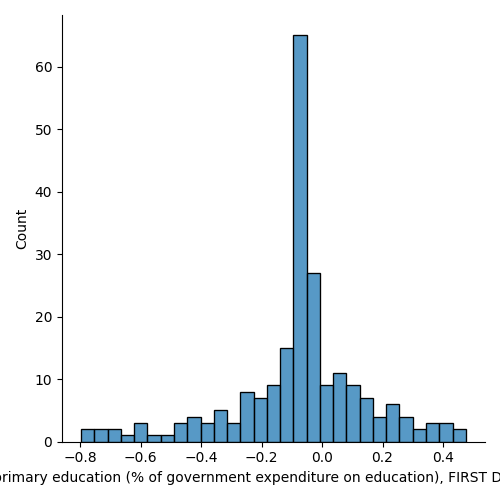 60
50
40
30
20
10
0
Count
−0.8 −0.6 −0.4 −0.2 0.0 0.2 0.4
primary education (% of government expenditure on education), FIRST D